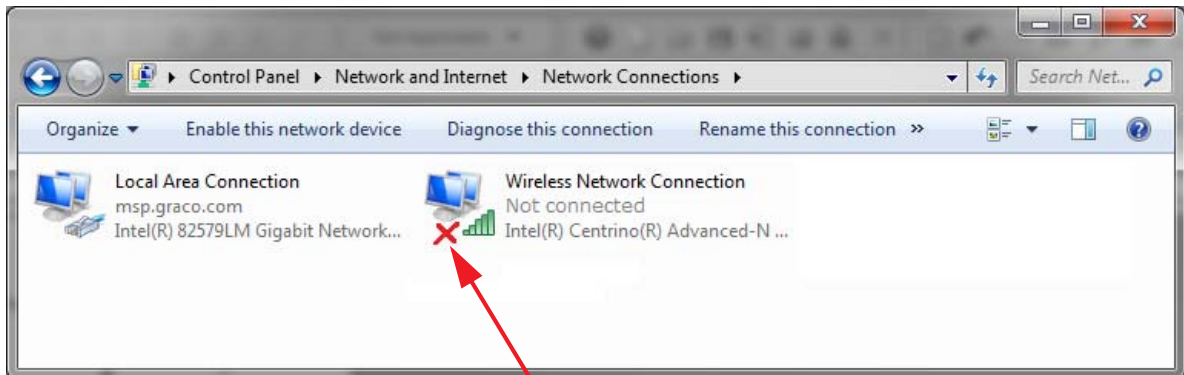 Control Panel Network and Internet Network Connections Search Net...
Organize Enable this network device Diagnose this connection Rename this connection »
Local Area Connection
msp.graco.com
Intel(R) 82579LM Gigabit Network...
Wireless Network Connection
Not connected
Intel(R) Centrino(R) Advanced-N ...